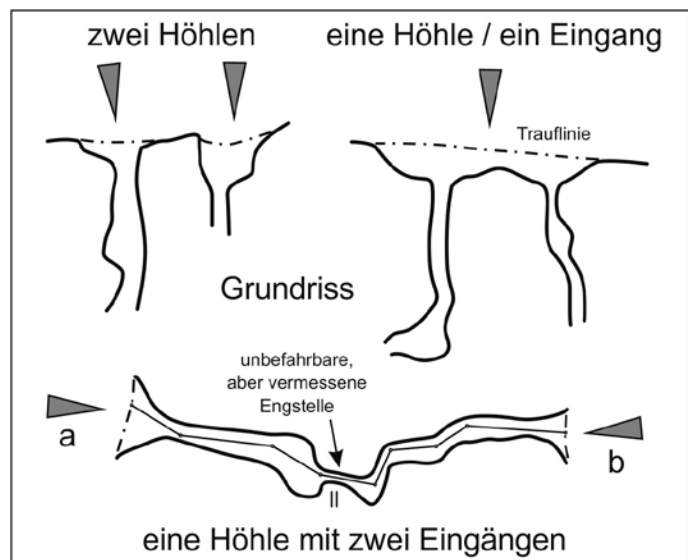 zwei Höhlen
eine Höhle / ein Eingang
Trauflinie
Grundriss
unbefahrbare,
aber vermessene
Engstelle
a
b
eine Höhle mit zwei Eingängen